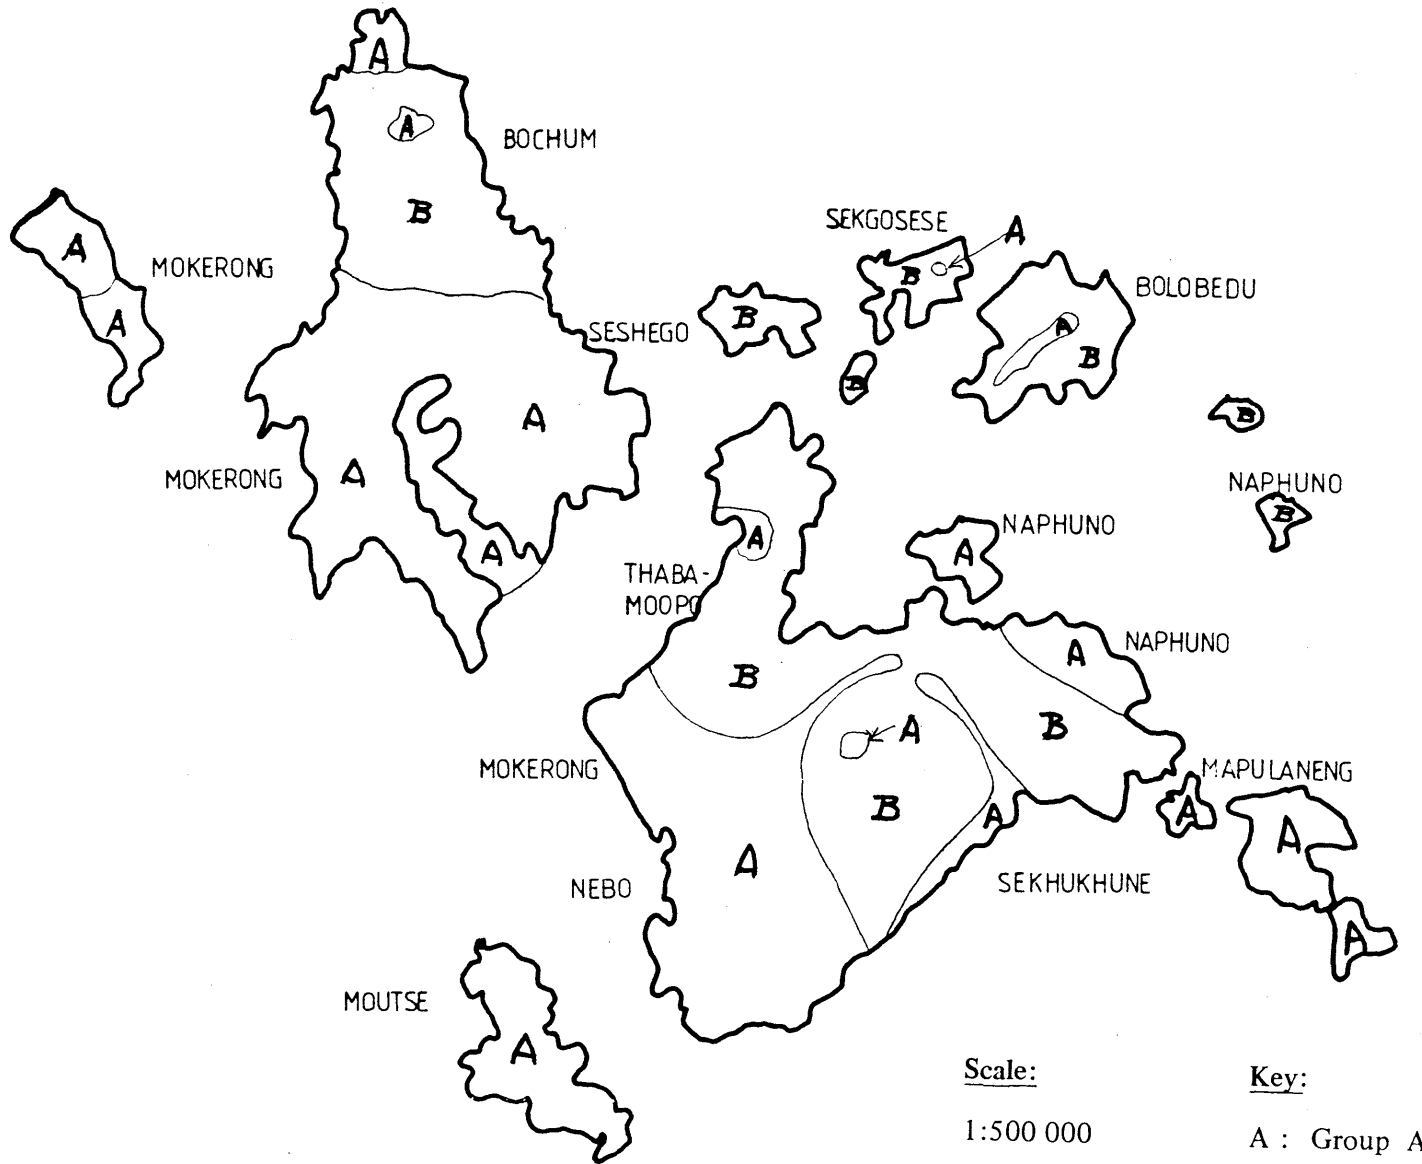 A
A
BOCHUM
B
SEKGOSESE
A
A
MOKERONG
B
BOLOBEDU
A
SESHEGO
B
A
B
B
B
A
NAPHUNO
MOKERONG
A
B
A
NAPHUNO
A
A
THABA-
MOOPO
A
NAPHUNO
B
A
B
MOKERONG
MAPULANENG
B
A
A
A
A
NEBO
SEKHUKHUNE
A
MOUTSE
A
Scale:
Key:
1:500 000
A : Group A